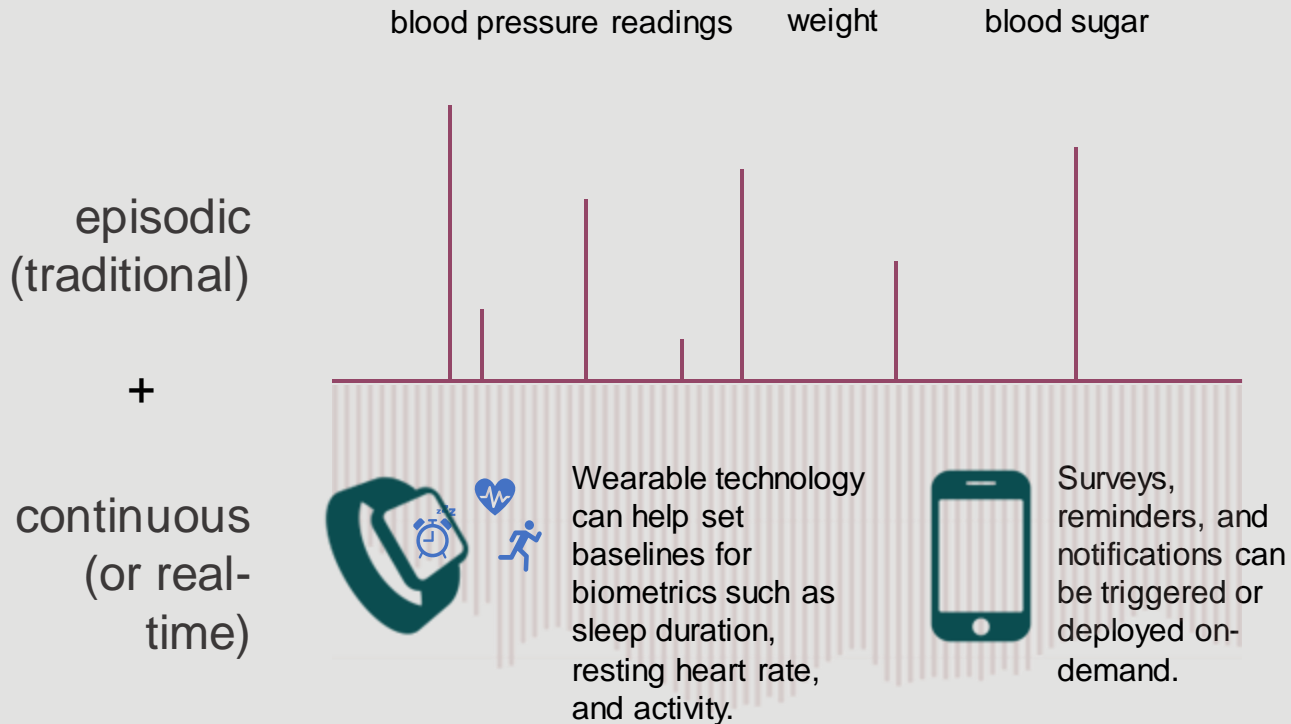 blood pressure readings weight blood sugar
episodic
(traditional)
+
continuous
(or real-
time)
zzz
Wearable technology
can help set
baselines for
biometrics such as
sleep duration,
resting heart rate,
and activity.
Surveys,
reminders, and
notifications can
be triggered or
deployed on-
demand.